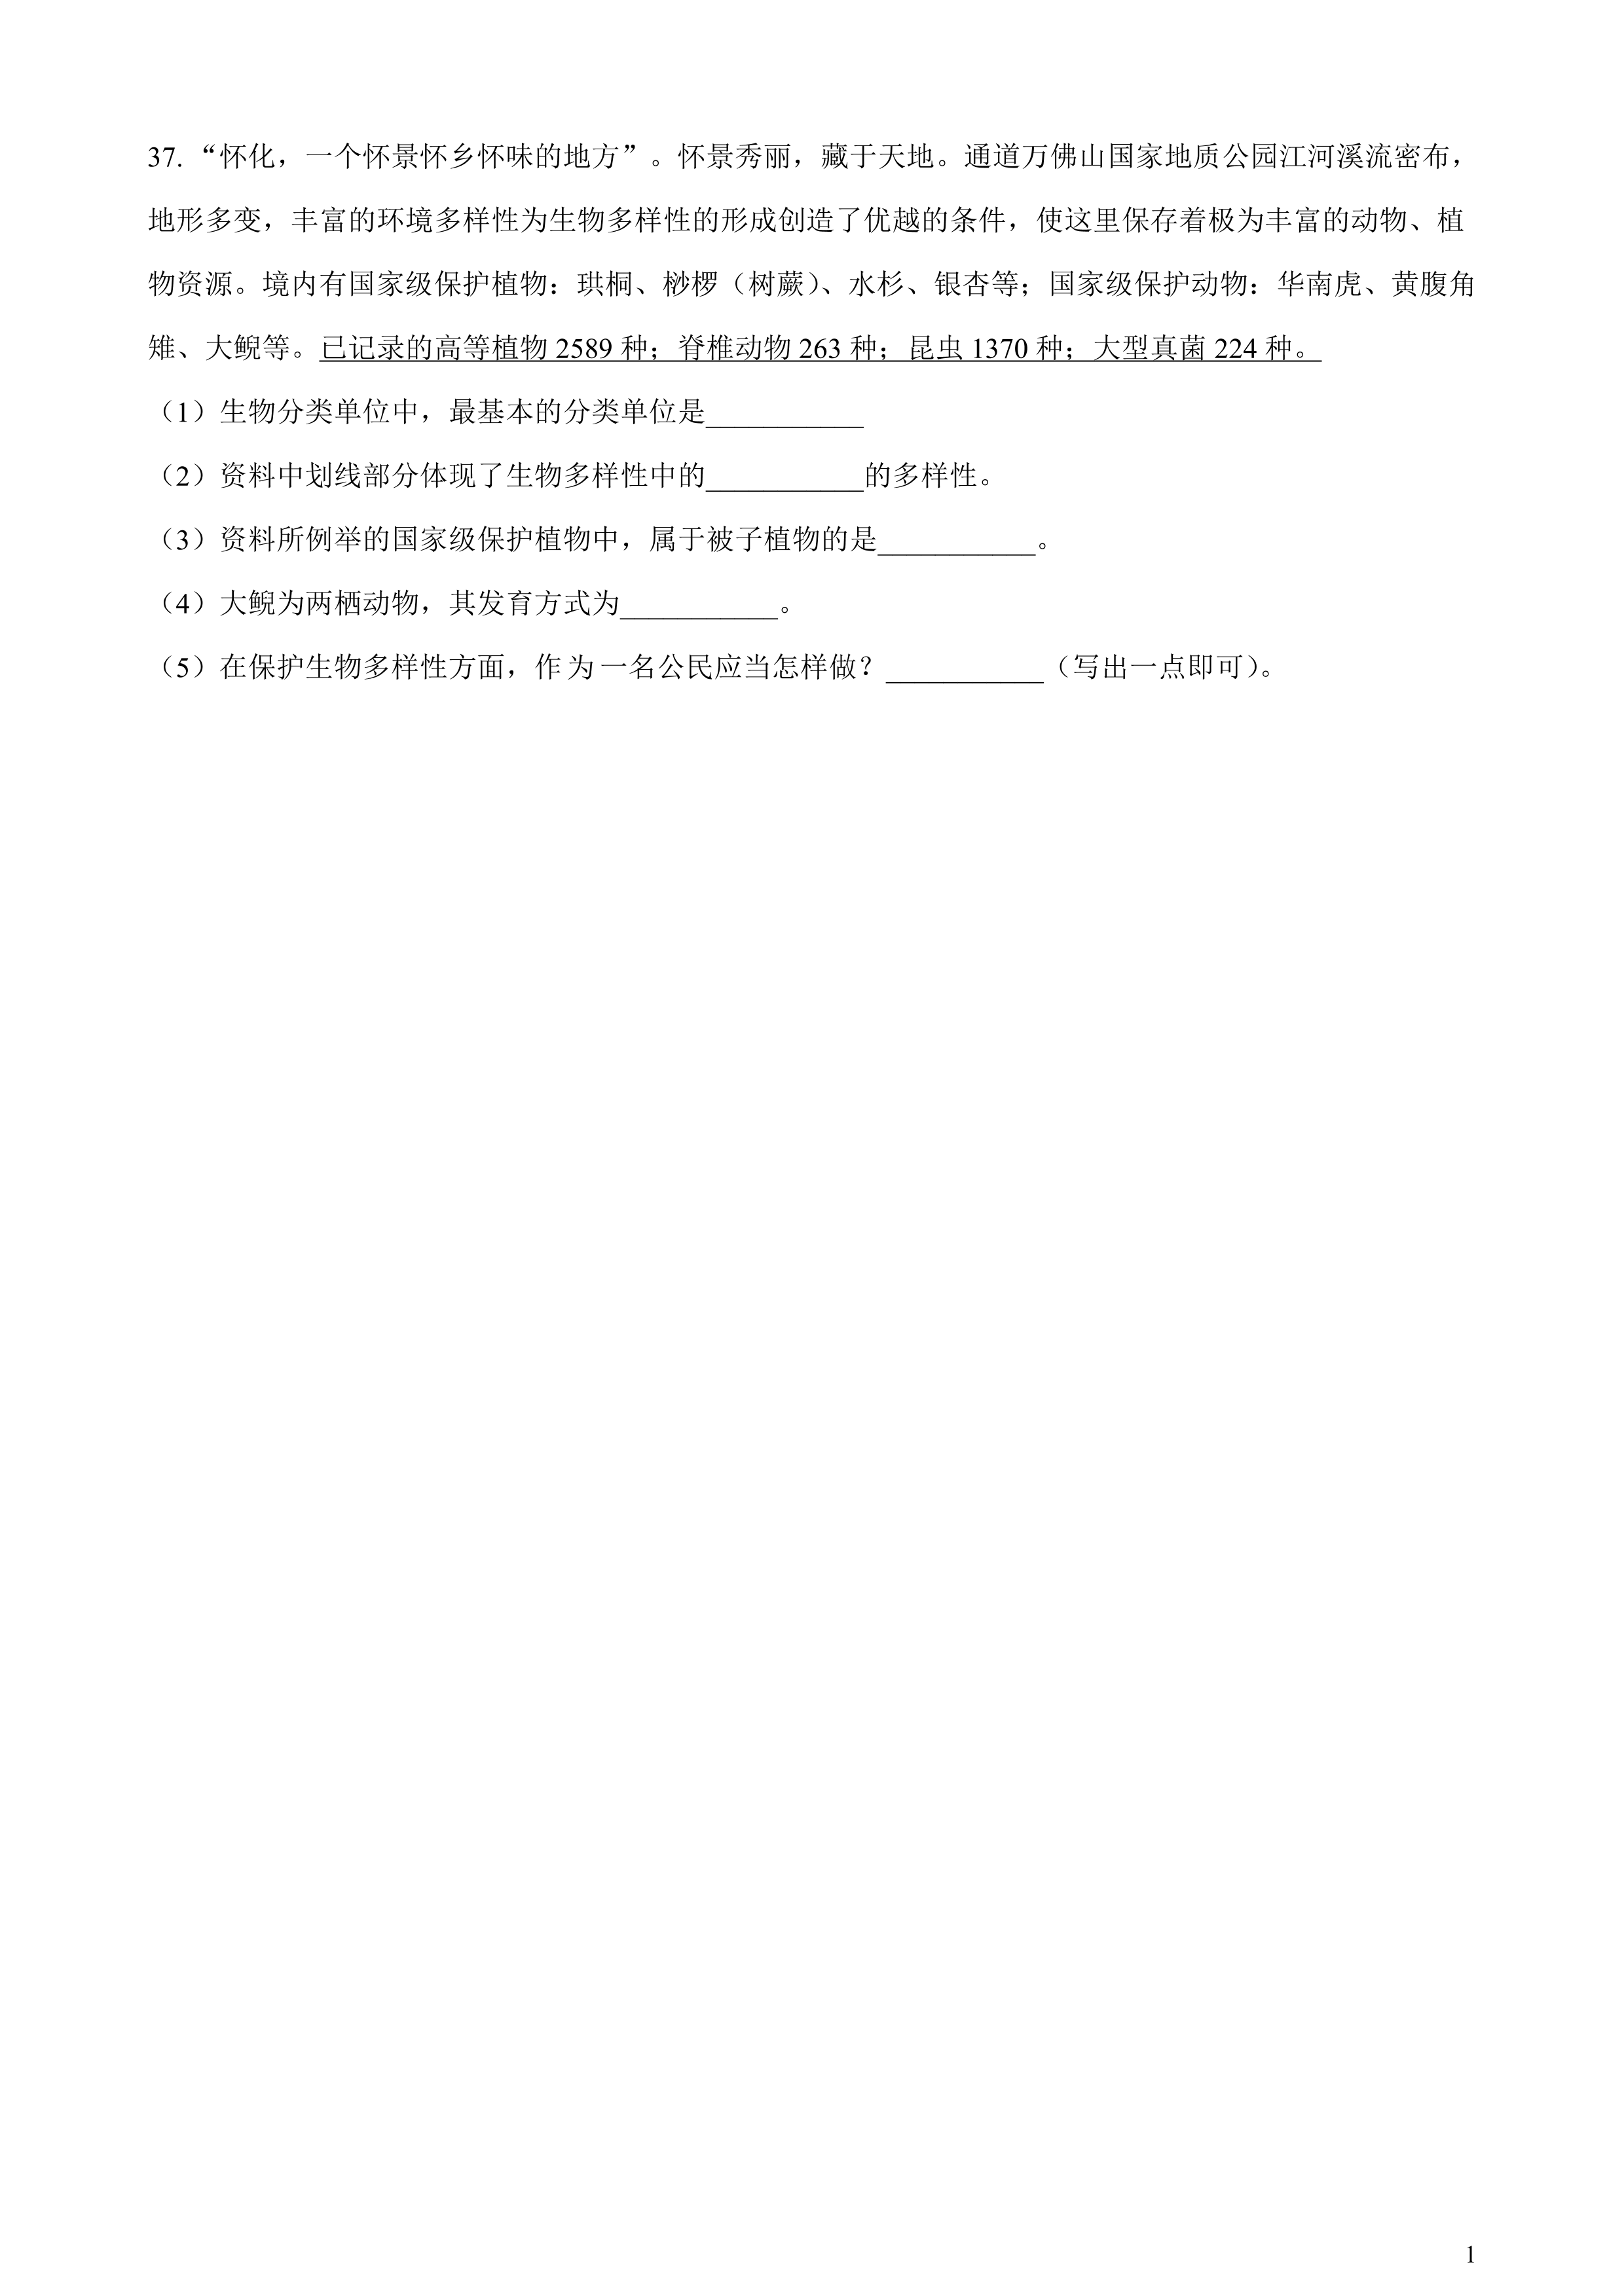 37. “怀化，一个怀景怀乡怀味的地方”。怀景秀丽，藏于天地。通道万佛山国家地质公园江河溪流密布，
地形多变，丰富的环境多样性为生物多样性的形成创造了优越的条件，使这里保存着极为丰富的动物、植
物资源。境内有国家级保护植物：珙桐、桫椤（树蕨）、水杉、银杏等；国家级保护动物：华南虎、黄腹角
雉、大鲵等。已记录的高等植物 2589 种；脊椎动物 263 种；昆虫 1370 种；大型真菌 224 种。
（1）生物分类单位中，最基本的分类单位是___________
（2）资料中划线部分体现了生物多样性中的___________的多样性。
（3）资料所例举的国家级保护植物中，属于被子植物的是___________。
（4）大鲵为两栖动物，其发育方式为___________。
（5）在保护生物多样性方面，作为一名公民应当怎样做？___________（写出一点即可）。
1